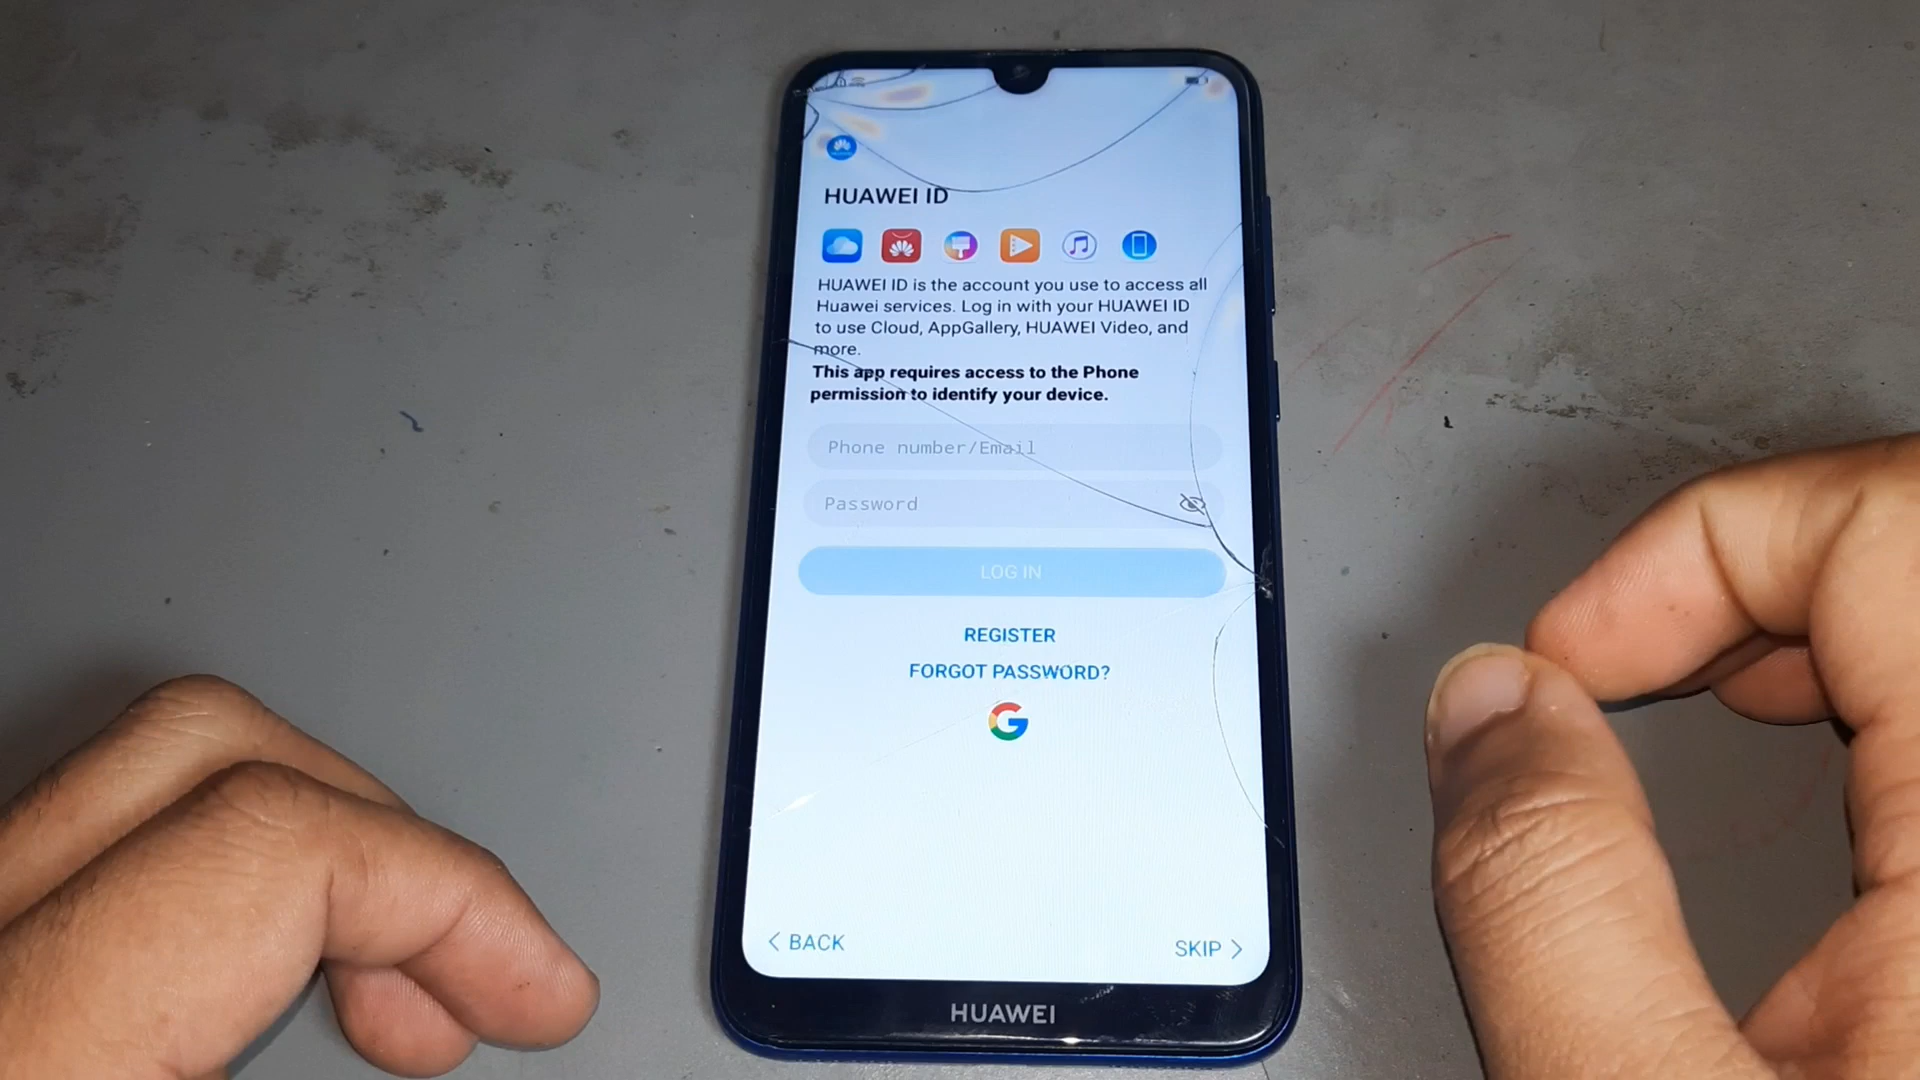 HUAWEI ID
HUAWEI ID is the account you use to access all
Huawei services. Log in with your HUAWEI ID
to use Cloud, AppGallery, HUAWEI Video, and
more.
This app requires access to the Phone
permission to identify your device.
Phone number/Email
Password
LOG IN
REGISTER
FORGOT PASSWORD?
BACK
SKIP
HUAWEI